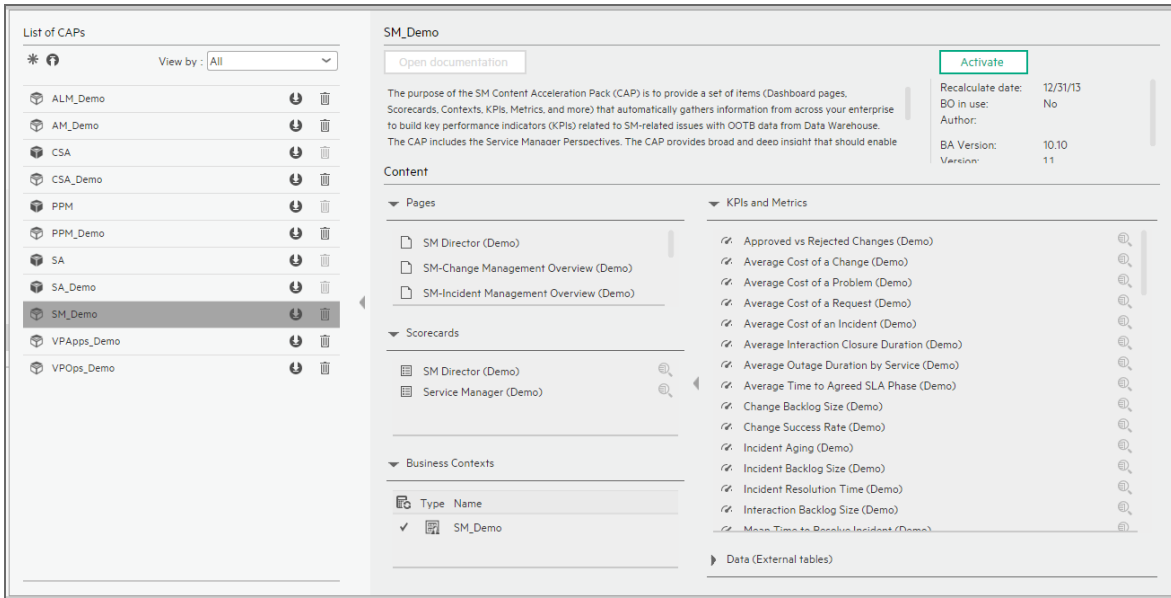 List of CAPs
View by : All
ALM_Demo
AM_Demo
CSA
CSA_Demo
PPM
PPM_Demo
SA
SA_Demo
SM_Demo
VPApps_Demo
VPOps_Demo
SM_Demo
Open documentation
Activate
The purpose of the SM Content Acceleration Pack (CAP) is to provide a set of items (Dashboard pages,
Scorecards, Contexts, KPIs, Metrics, and more) that automatically gathers information from across your enterprise
to build key performance indicators (KPIs) related to SM-related issues with OOTB data from Data Warehouse.
The CAP includes the Service Manager Perspectives. The CAP provides broad and deep insight that should enable
Recalculate date: 12/31/13
BO in use: No
Author:
BA Version: 10.10
Version: 1.1
Content
Pages
SM Director (Demo)
SM-Change Management Overview (Demo)
SM-Incident Management Overview (Demo)
Scorecards
SM Director (Demo)
Service Manager (Demo)
Business Contexts
Type Name
SM_Demo
KPIs and Metrics
Approved vs Rejected Changes (Demo)
Average Cost of a Change (Demo)
Average Cost of a Problem (Demo)
Average Cost of a Request (Demo)
Average Cost of an Incident (Demo)
Average Interaction Closure Duration (Demo)
Average Outage Duration by Service (Demo)
Average Time to Agreed SLA Phase (Demo)
Change Backlog Size (Demo)
Change Success Rate (Demo)
Incident Aging (Demo)
Incident Backlog Size (Demo)
Incident Resolution Time (Demo)
Interaction Backlog Size (Demo)
Mean Time to Resolve Incident (Demo)
Data (External tables)